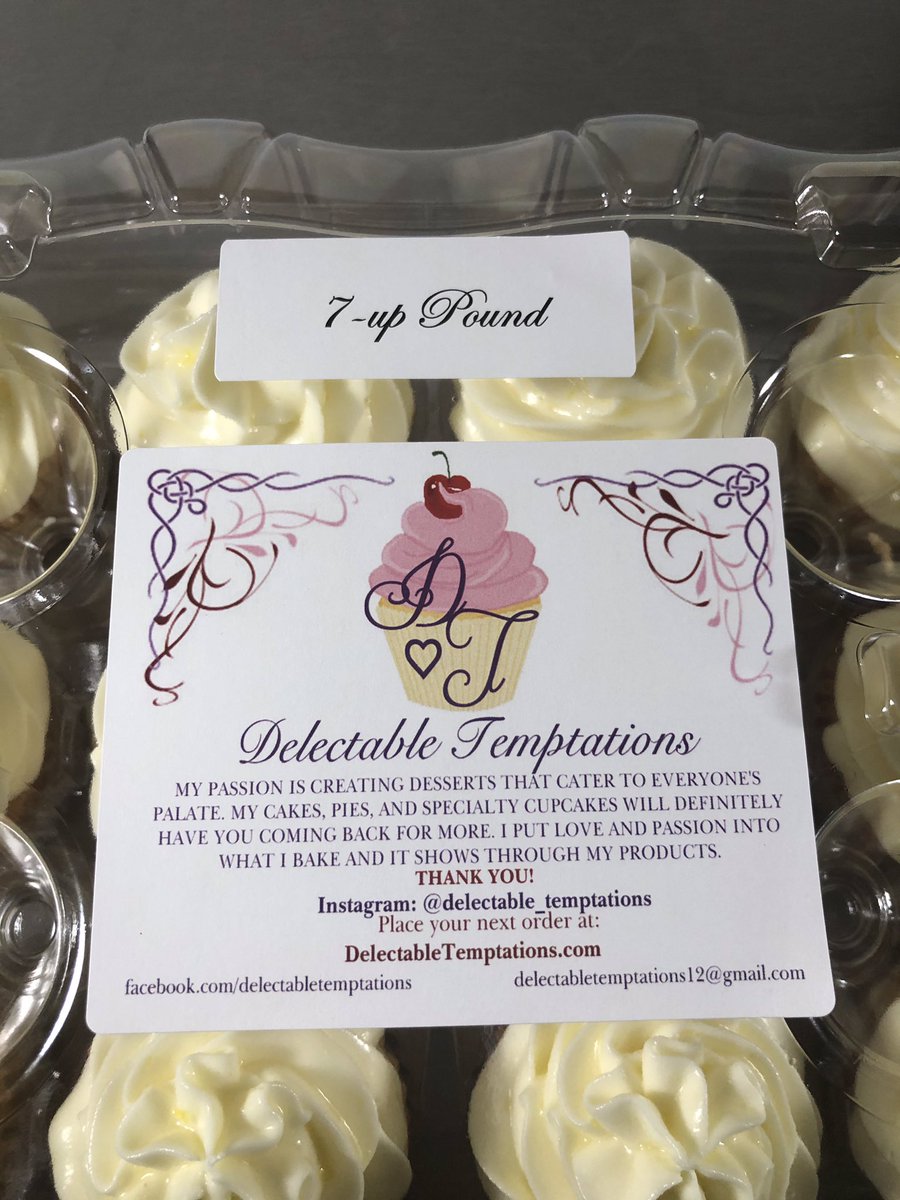 7-up Pound
D
T
Delectable Temptations
MY PASSION IS CREATING DESSERTS THAT CATER TO EVERYONE'S
PALATE. MY CAKES, PIES, AND SPECIALTY CUPCAKES WILL DEFINITELY
HAVE YOU COMING BACK FOR MORE. I PUT LOVE AND PASSION INTO
WHAT I BAKE AND IT SHOWS THROUGH MY PRODUCTS.
THANK YOU!
Instagram: @delectable_temptations
Place your next order at:
DelectableTemptations.com
facebook.com/delectabletemptations
delectabletemptations12@gmail.com